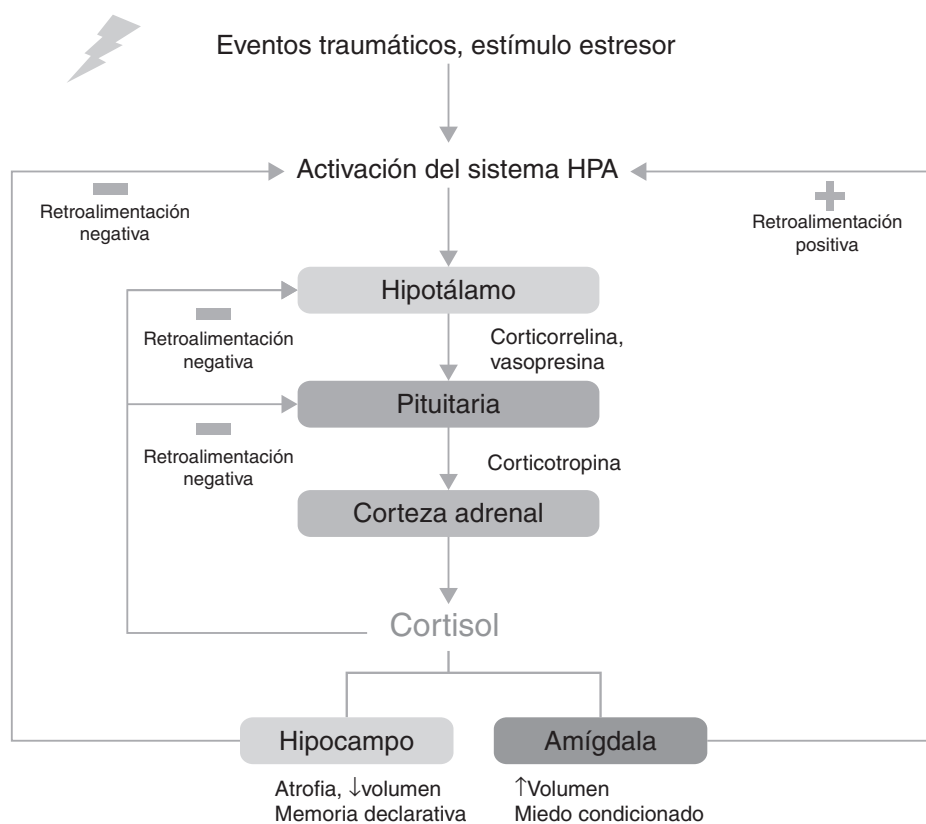 Eventos traumáticos, estímulo estresor
Activación del sistema HPA
Retroalimentación
negativa
Retroalimentación
positiva
Hipotálamo
Retroalimentación
negativa
Corticorrelina,
vasopresina
Pituitaria
Retroalimentación
negativa
Corticotropina
Corteza adrenal
Cortisol
Hipocampo
Amígdala
Atrofia, ↓volumen
Memoria declarativa
↑Volumen
Miedo condicionado